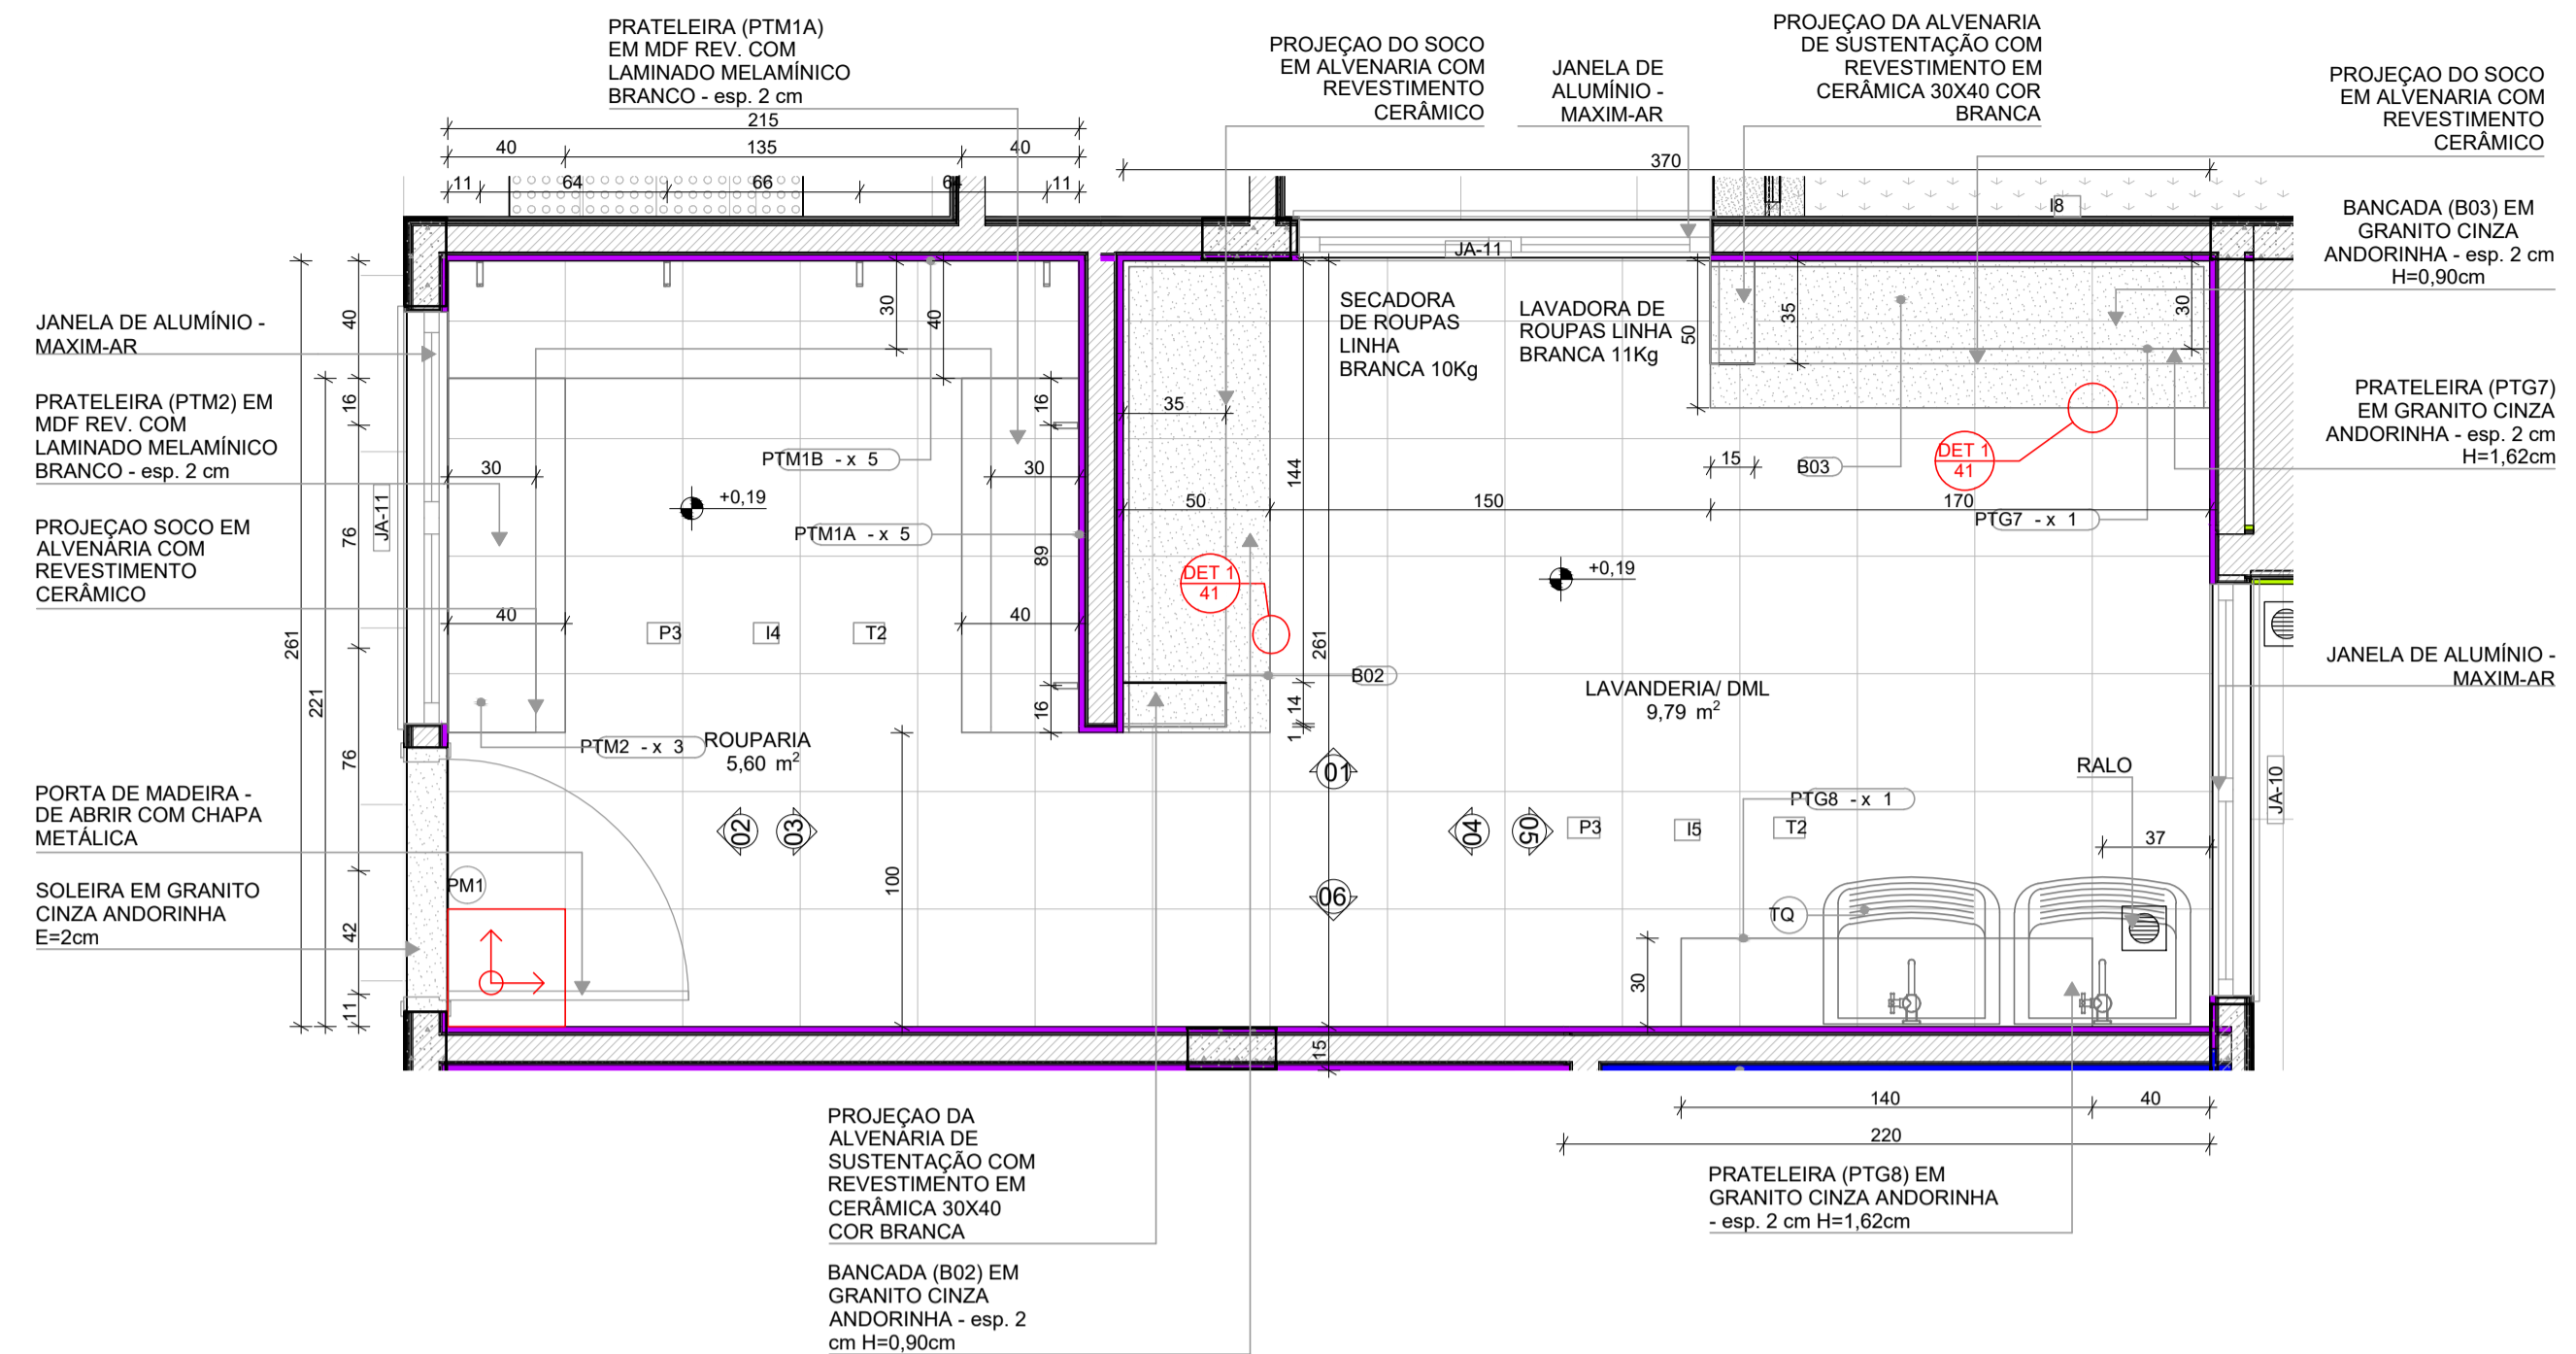 PRATELEIRA (PTM1A)
EM MDF REV. COM
LAMINADO MELAMÍNICO
BRANCO - esp. 2 cm
PROJEÇAO DO SOCO
EM ALVENARIA COM
REVESTIMENTO
CERÂMICO
JANELA DE
ALUMÍNIO -
MAXIM-AR
PROJEÇAO DA ALVENARIA
DE SUSTENTAÇÃO COM
REVESTIMENTO EM
CERÂMICA 30X40 COR
BRANCA
PROJEÇAO DO SOCO
EM ALVENARIA COM
REVESTIMENTO
CERÂMICO
BANCADA (B03) EM
GRANITO CINZA
ANDORINHA - esp. 2 cm
H=0,90cm
PRATELEIRA (PTG7)
EM GRANITO CINZA
ANDORINHA - esp. 2 cm
H=1,62cm
JANELA DE ALUMÍNIO -
MAXIM-AR
215
40
135
40
11
64
66
64
11
370
I8
JA-11
JANELA DE ALUMÍNIO -
MAXIM-AR
PRATELEIRA (PTM2) EM
MDF REV. COM
LAMINADO MELAMÍNICO
BRANCO - esp. 2 cm
PROJEÇAO SOCO EM
ALVENARIA COM
REVESTIMENTO
CERÂMICO
PORTA DE MADEIRA -
DE ABRIR COM CHAPA
METÁLICA
SOLEIRA EM GRANITO
CINZA ANDORINHA
E=2cm
261
221
40
16
76
76
42
11
JA-11
30
40
30
40
PTM1B - x 5
+0,19
PTM1A - x 5
16
30
89
40
16
P3
I4
T2
PTM2 - x 3
ROUPARIA
5,60 m²
02
03
100
PM1
35
50
DET 1
41
B02
144
261
14
1
SECADORA
DE ROUPAS
LINHA
BRANCA 10Kg
LAVADORA DE
ROUPAS LINHA
BRANCA 11Kg
50
35
30
15
B03
DET 1
41
150
170
PTG7 - x 1
+0,19
LAVANDERIA/ DML
9,79 m²
01
06
04
05
P3
I5
T2
PTG8 - x 1
RALO
37
TQ
30
JA-10
15
140
40
220
PROJEÇAO DA
ALVENARIA DE
SUSTENTAÇÃO COM
REVESTIMENTO EM
CERÂMICA 30X40
COR BRANCA
BANCADA (B02) EM
GRANITO CINZA
ANDORINHA - esp. 2
cm H=0,90cm
PRATELEIRA (PTG8) EM
GRANITO CINZA ANDORINHA
- esp. 2 cm H=1,62cm